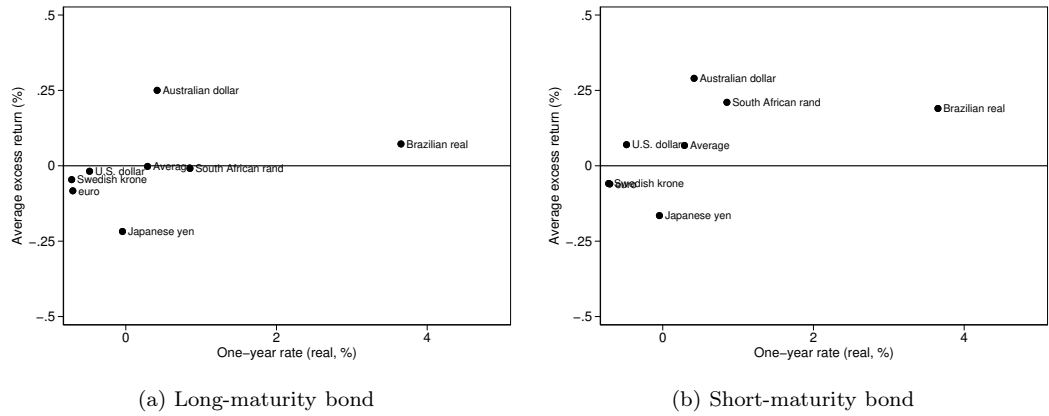 .5
.25
0
−.25
−.5
Average excess return (%)
Australian dollar
Brazilian real
Average
South African rand
U.S. dollar
Swedish krone
euro
Japanese yen
0
2
4
One−year rate (real, %)
(a) Long-maturity bond
.5
.25
0
−.25
−.5
Average excess return (%)
Australian dollar
South African rand
Brazilian real
U.S. dollar
Average
Swedish krone
euro
Japanese yen
0
2
4
One−year rate (real, %)
(b) Short-maturity bond